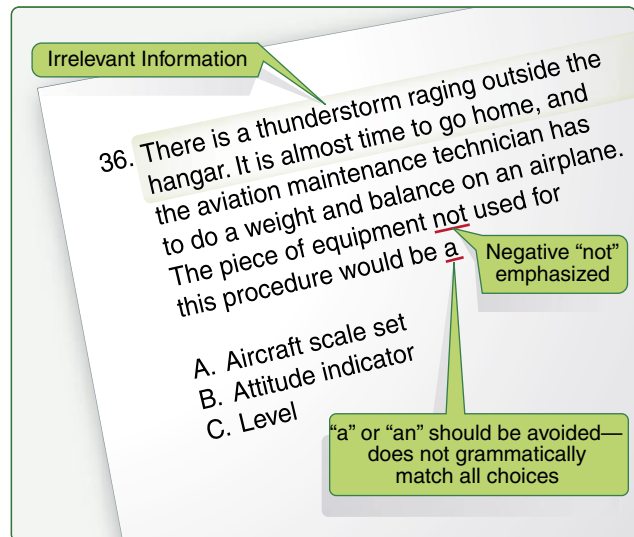 Irrelevant Information
36. There is a thunderstorm raging outside the
hangar. It is almost time to go home, and
the aviation maintenance technician has
to do a weight and balance on an airplane.
The piece of equipment not used for
this procedure would be a
Negative “not”
emphasized
A. Aircraft scale set
B. Attitude indicator
C. Level
“a” or “an” should be avoided—
does not grammatically
match all choices